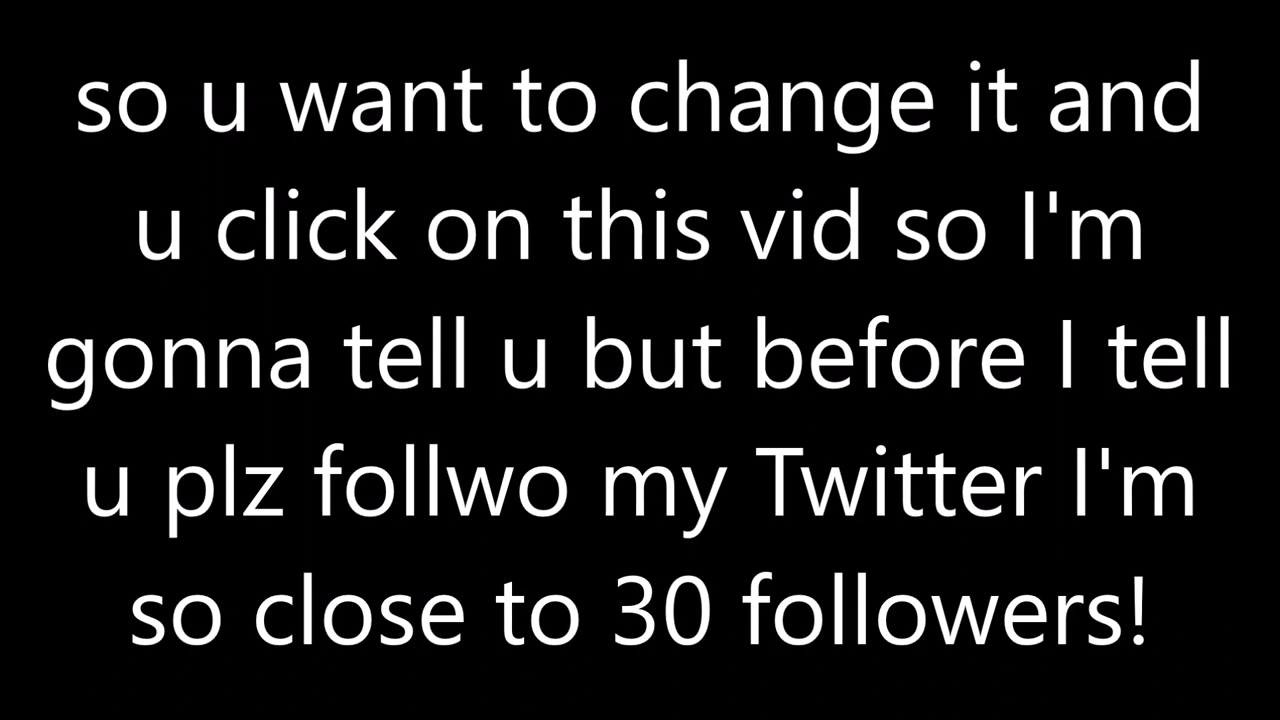 so u want to change it and
u click on this vid so I'm
gonna tell u but before I tell
u plz follwo my Twitter I'm
so close to 30 followers!